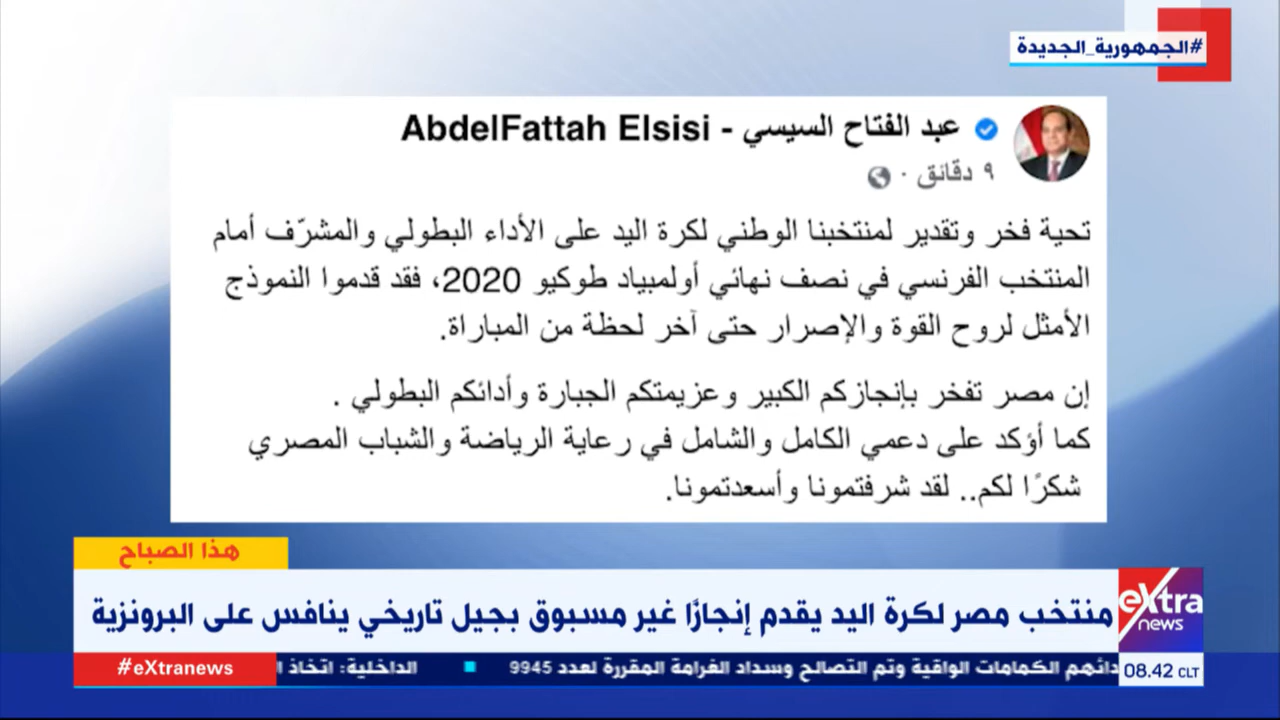 #الجمهورية_الجديدة
عبد الفتاح السيسي - AbdelFattah Elsisi
٩ دقائق ·
تحية فخر وتقدير لمنتخبنا الوطني لكرة اليد على الأداء البطولي والمشرّف أمام
المنتخب الفرنسي في نصف نهائي أولمبياد طوكيو 2020، فقد قدموا النموذج
الأمثل لروح القوة والإصرار حتى آخر لحظة من المباراة.
إن مصر تفخر بإنجازكم الكبير وعزيمتكم الجبارة وأدائكم البطولي .
كما أؤكد على دعمي الكامل والشامل في رعاية الرياضة والشباب المصري
شكرًا لكم.. لقد شرفتمونا وأسعدتمونا.
هذا الصباح
منتخب مصر لكرة اليد يقدم إنجازًا غير مسبوق بجيل تاريخي ينافس على البرونزية
eXtra
news
#eXtranews
دائهم الكمامات الواقية وتم التصالح وسداد الغرامة المقررة لعدد 9945 الداخلية: اتخاذ ا
08.42 CLT